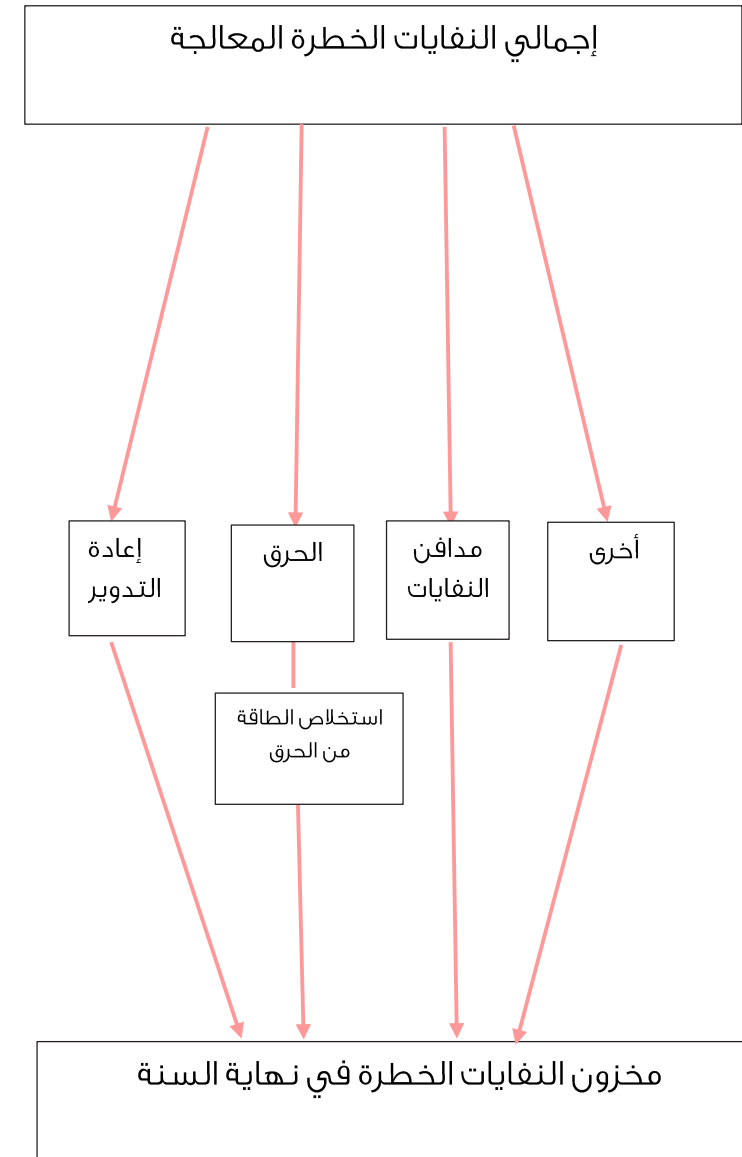 إجمالي النفايات الخطرة المعالجة
أخرى
مدافن
النفايات
الحرق
إعادة
التدوير
استخلاص الطاقة
من الحرق
مخزون النفايات الخطرة في نهاية السنة